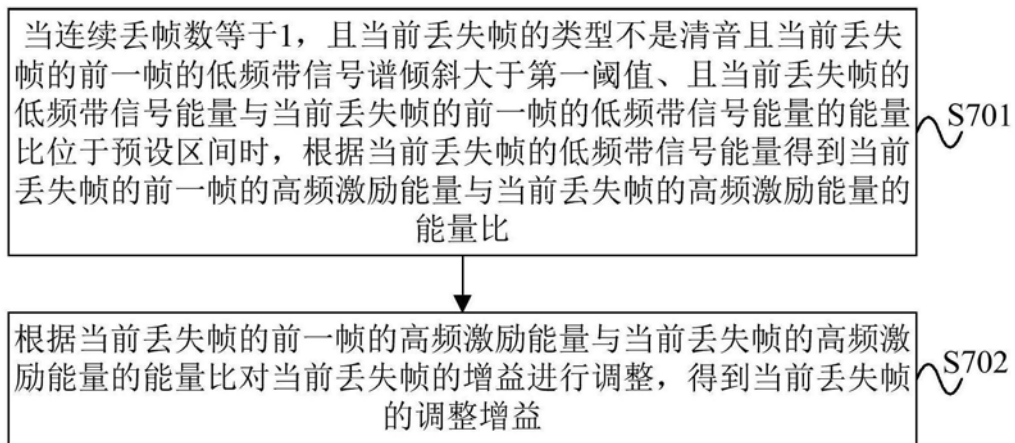 当连续丢帧数等于1，且当前丢失帧的类型不是清音且当前丢失
帧的前一帧的低频带信号谱倾斜大于第一阈值、且当前丢失帧的
低频带信号能量与当前丢失帧的前一帧的低频带信号能量的能量
比位于预设区间时，根据当前丢失帧的低频带信号能量得到当前
丢失帧的前一帧的高频激励能量与当前丢失帧的高频激励能量的
能量比
S701
根据当前丢失帧的前一帧的高频激励能量与当前丢失帧的高频激
励能量的能量比对当前丢失帧的增益进行调整，得到当前丢失帧
的调整增益
S702